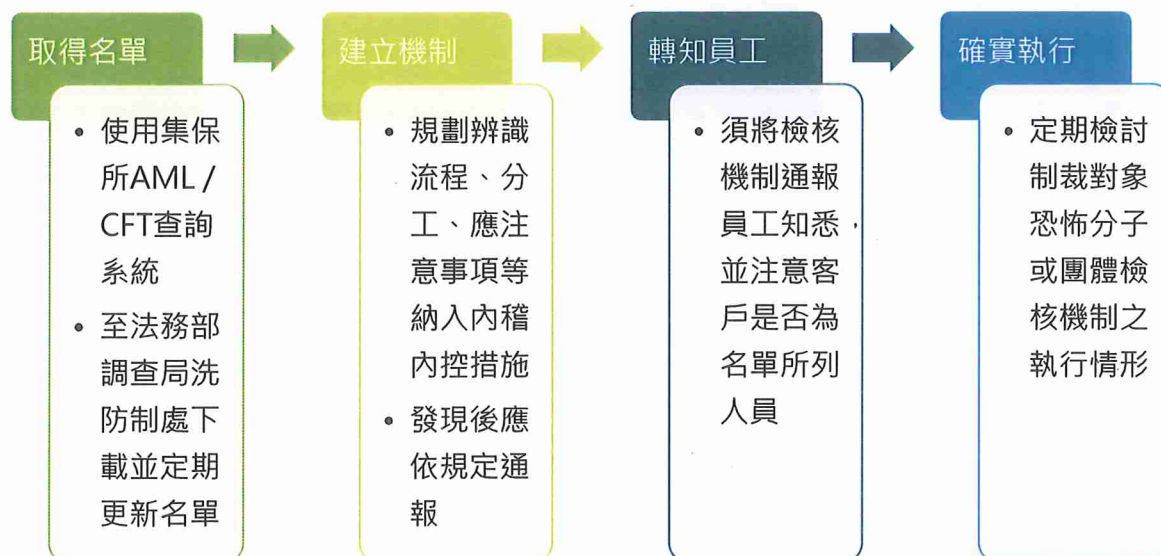 取得名單
使用集保
所AML /
CFT查詢
系統
至法務部
調查局洗
防制處下
載並定期
更新名單
建立機制
規劃辨識
流程、分
工、應注
意事項等
納入內稽
內控措施
發現後應
依規定通
報
轉知員工
須將檢核
機制通報
員工知悉，
並注意客
戶是否為
名單所列
人員
確實執行
定期檢討
制裁對象
恐怖分子
或團體檢
核機制之
執行情形